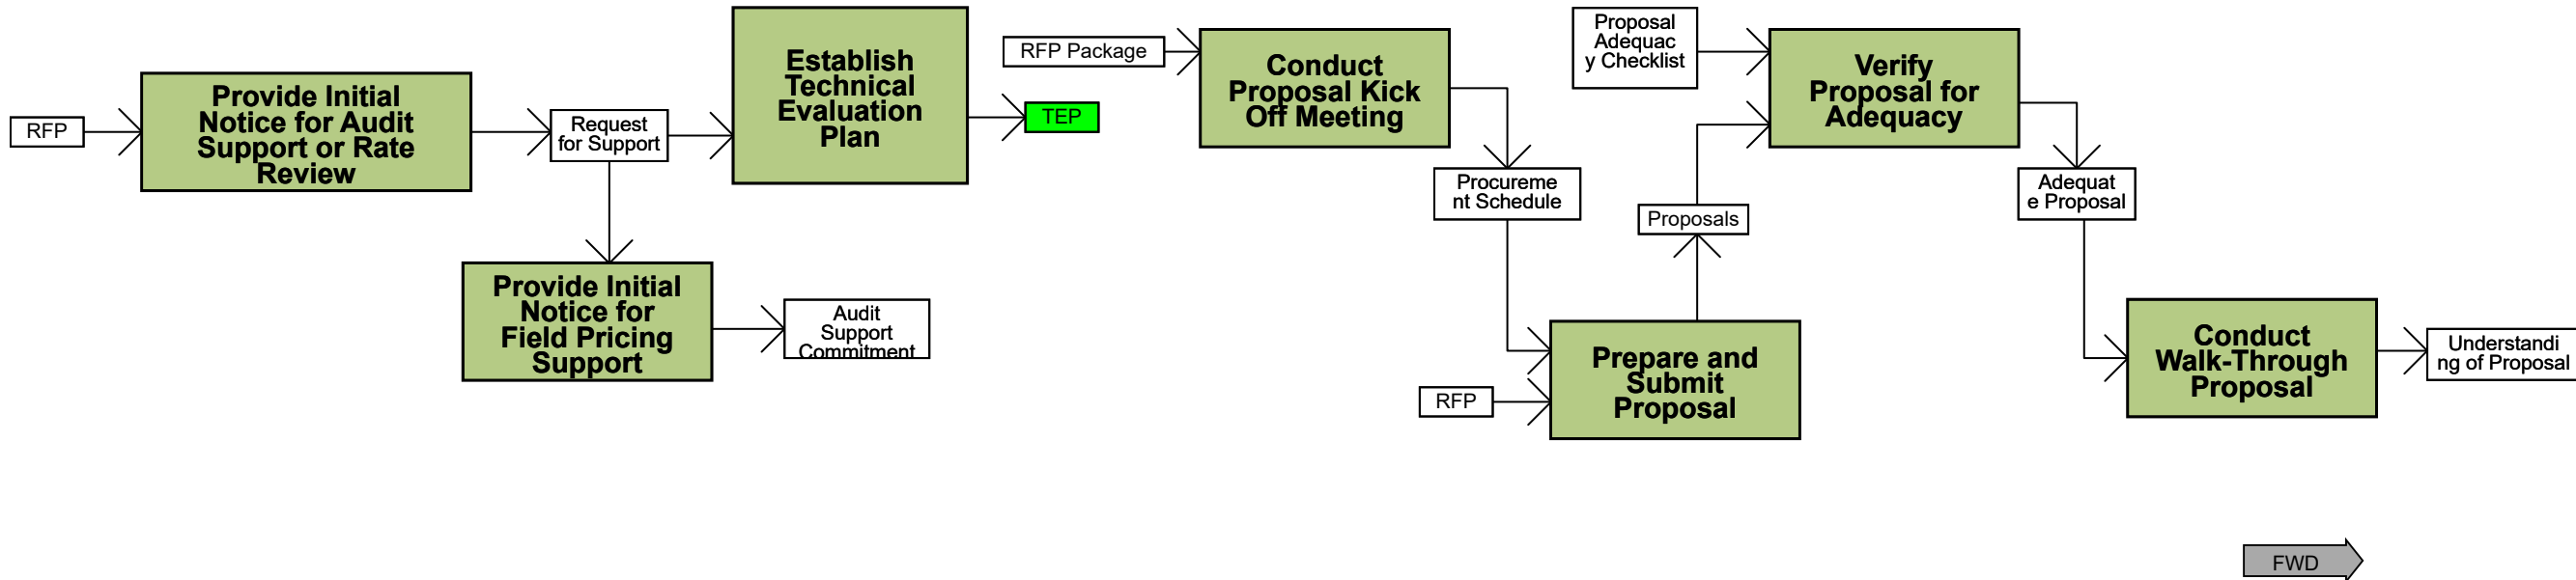 RFP
Provide Initial
Notice for Audit
Support or Rate
Review
Request
for Support
Establish
Technical
Evaluation
Plan
TEP
Provide Initial
Notice for
Field Pricing
Support
Audit
Support
Commitment
RFP Package
Conduct
Proposal Kick
Off Meeting
Procureme
nt Schedule
RFP
Prepare and
Submit
Proposal
Proposals
Proposal
Adequac
y Checklist
Verify
Proposal for
Adequacy
Adequat
e Proposal
Conduct
Walk-Through
Proposal
Understandi
ng of Proposal
FWD